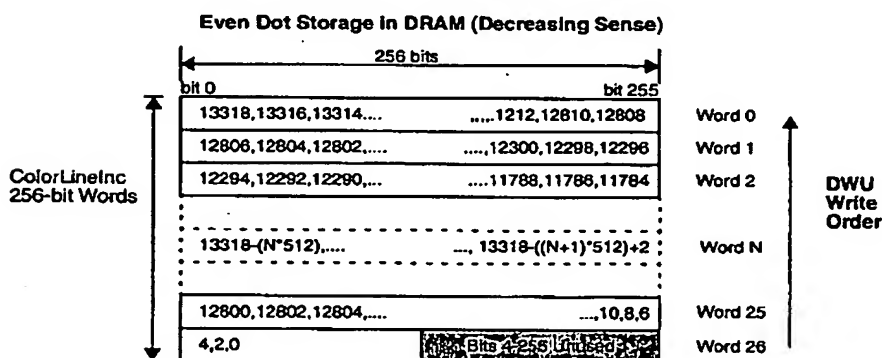 Even Dot Storage in DRAM (Decreasing Sense)
256 bits
bit 0 bit 255
13318,13316,13314.... .....1212,12810,12808 Word 0
12806,12804,12802,.... ....,12300,12298,12296 Word 1
12294,12292,12290,... ....11788,11786,11784 Word 2
ColorLineInc
256-bit Words
DWU
Write
Order
13318-(N*512),.... ..., 13318-((N+1)*512)+2 Word N
12800,12802,12804,.... ...,10,8,6 Word 25
4,2,0 Bits 4-255 Unused Word 26